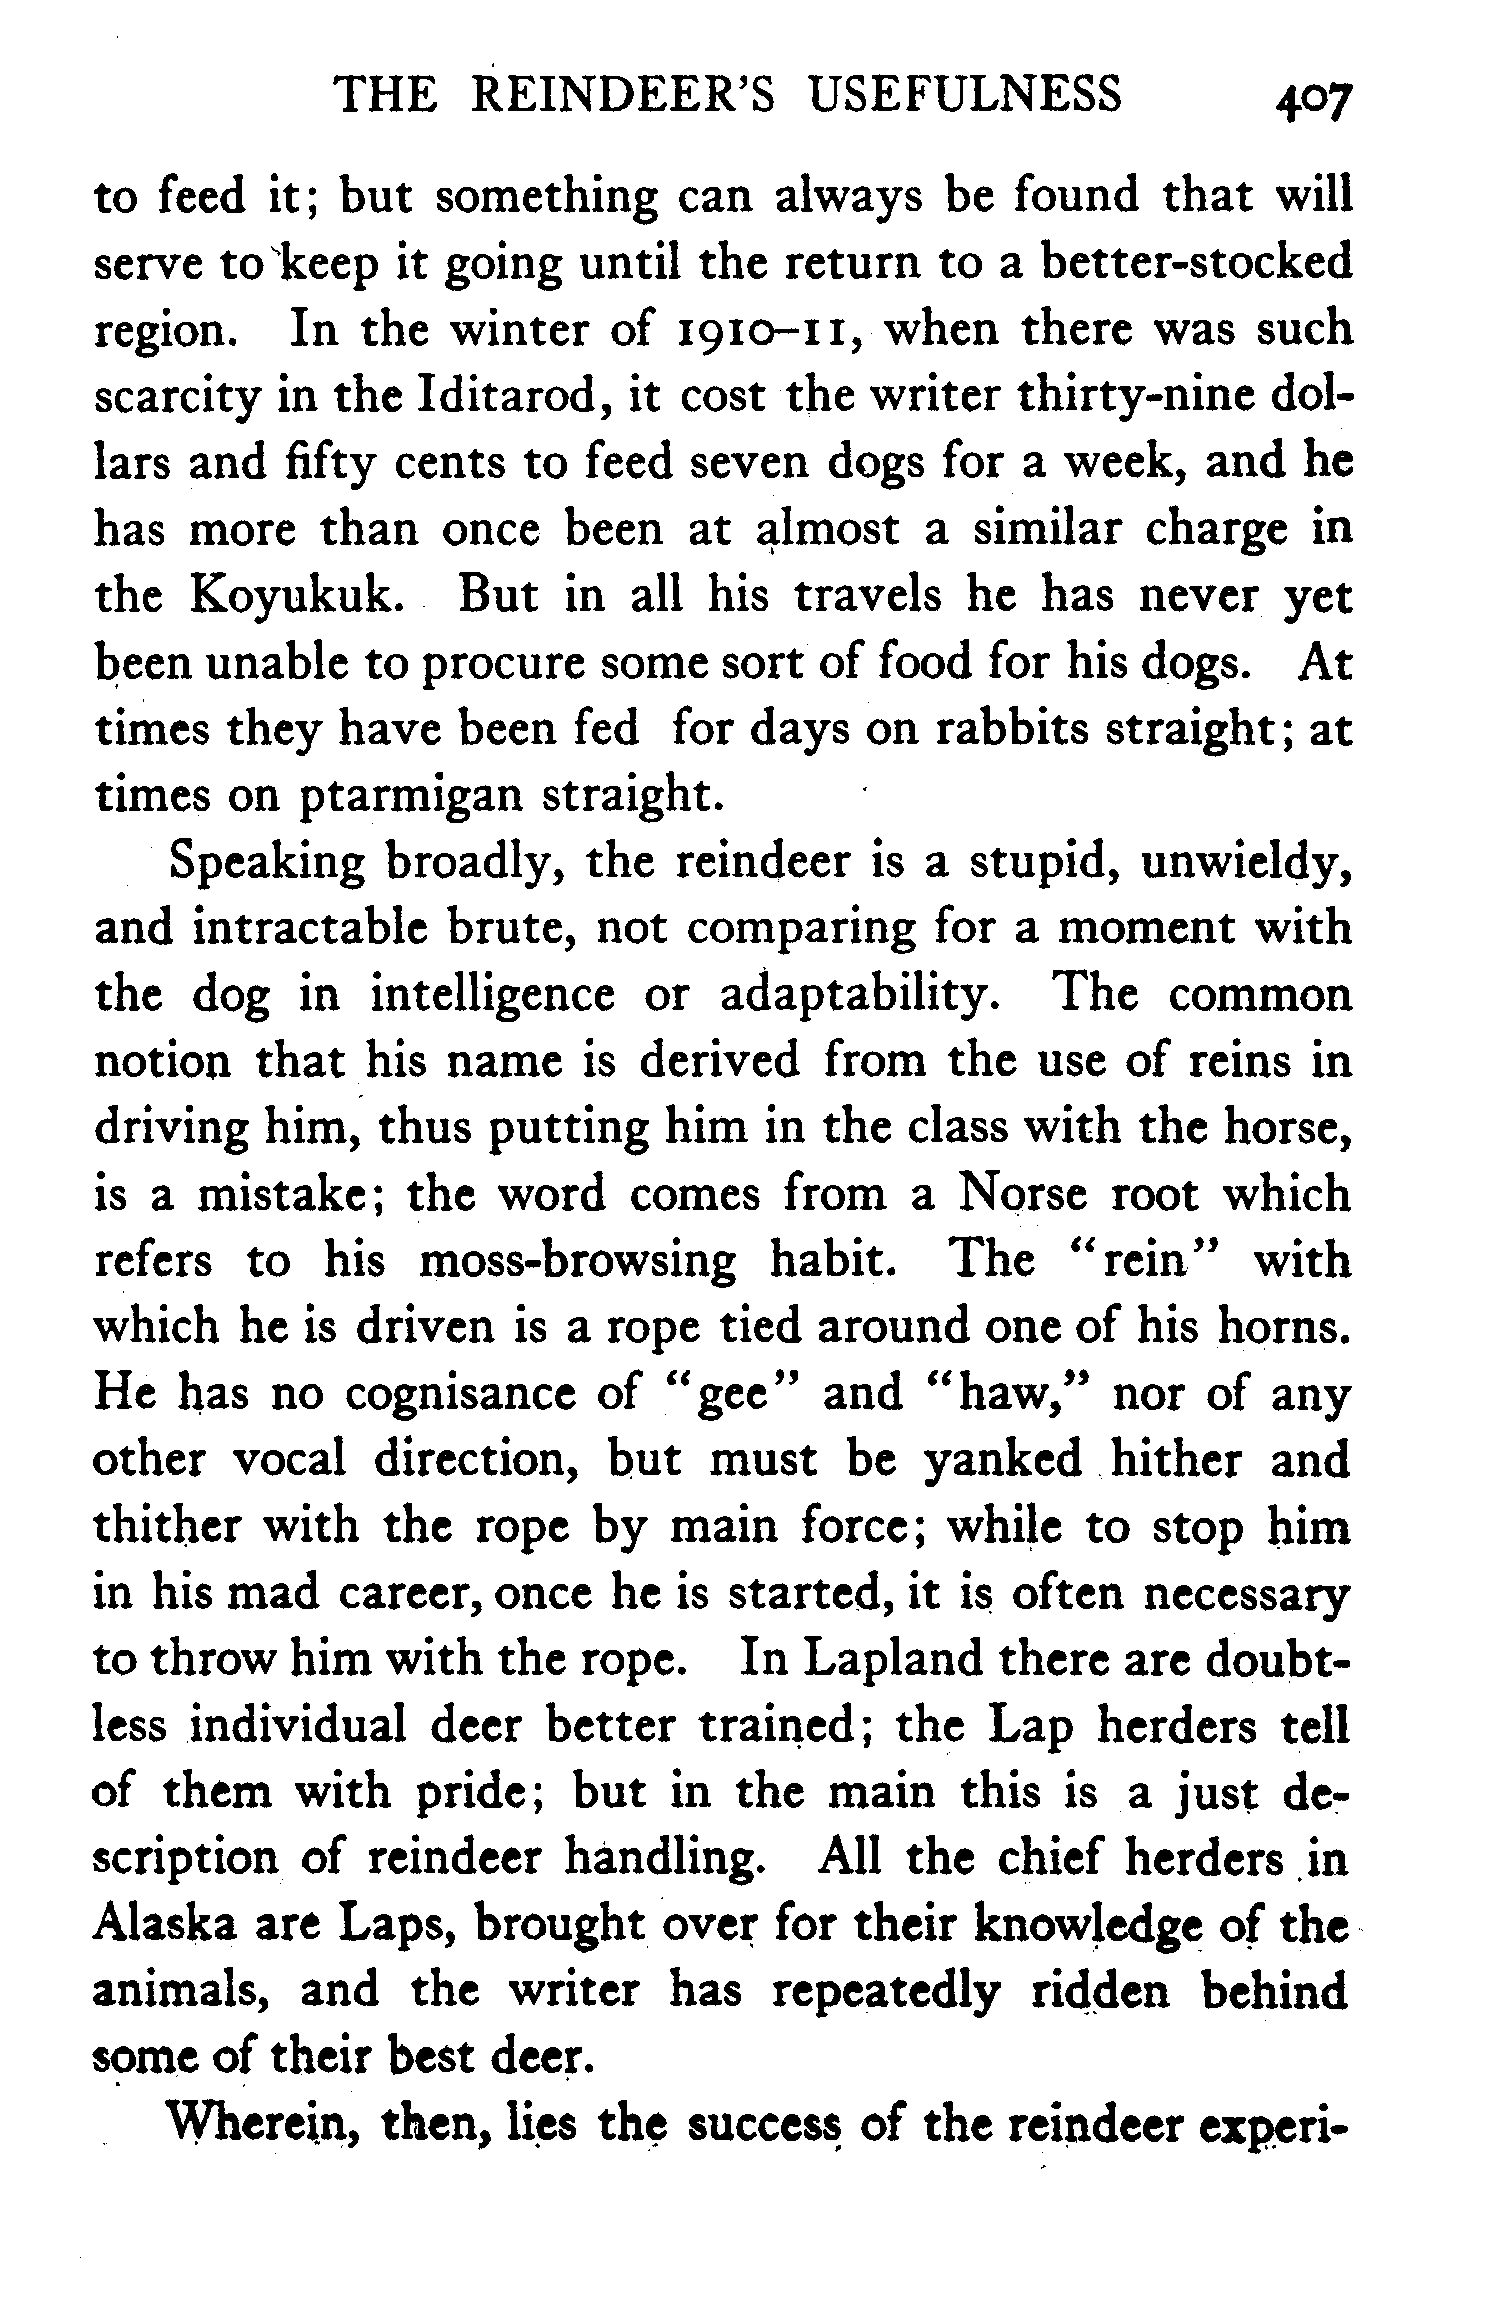 THE REINDEER'S USEFULNESS 407
to feed it; but something can always be found that will
serve to keep it going until the return to a better-stocked
region. In the winter of 1910–11, when there was such
scarcity in the Iditarod, it cost the writer thirty-nine dol-
lars and fifty cents to feed seven dogs for a week, and he
has more than once been at almost a similar charge in
the Koyukuk. But in all his travels he has never yet
been unable to procure some sort of food for his dogs. At
times they have been fed for days on rabbits straight; at
times on ptarmigan straight.
Speaking broadly, the reindeer is a stupid, unwieldy,
and intractable brute, not comparing for a moment with
the dog in intelligence or adaptability. The common
notion that his name is derived from the use of reins in
driving him, thus putting him in the class with the horse,
is a mistake; the word comes from a Norse root which
refers to his moss-browsing habit. The "rein" with
which he is driven is a rope tied around one of his horns.
He has no cognisance of "gee" and "haw," nor of any
other vocal direction, but must be yanked hither and
thither with the rope by main force; while to stop him
in his mad career, once he is started, it is often necessary
to throw him with the rope. In Lapland there are doubt-
less individual deer better trained; the Lap herders tell
of them with pride; but in the main this is a just de-
scription of reindeer handling. All the chief herders in
Alaska are Laps, brought over for their knowledge of the
animals, and the writer has repeatedly ridden behind
some of their best deer.
Wherein, then, lies the success of the reindeer experi-